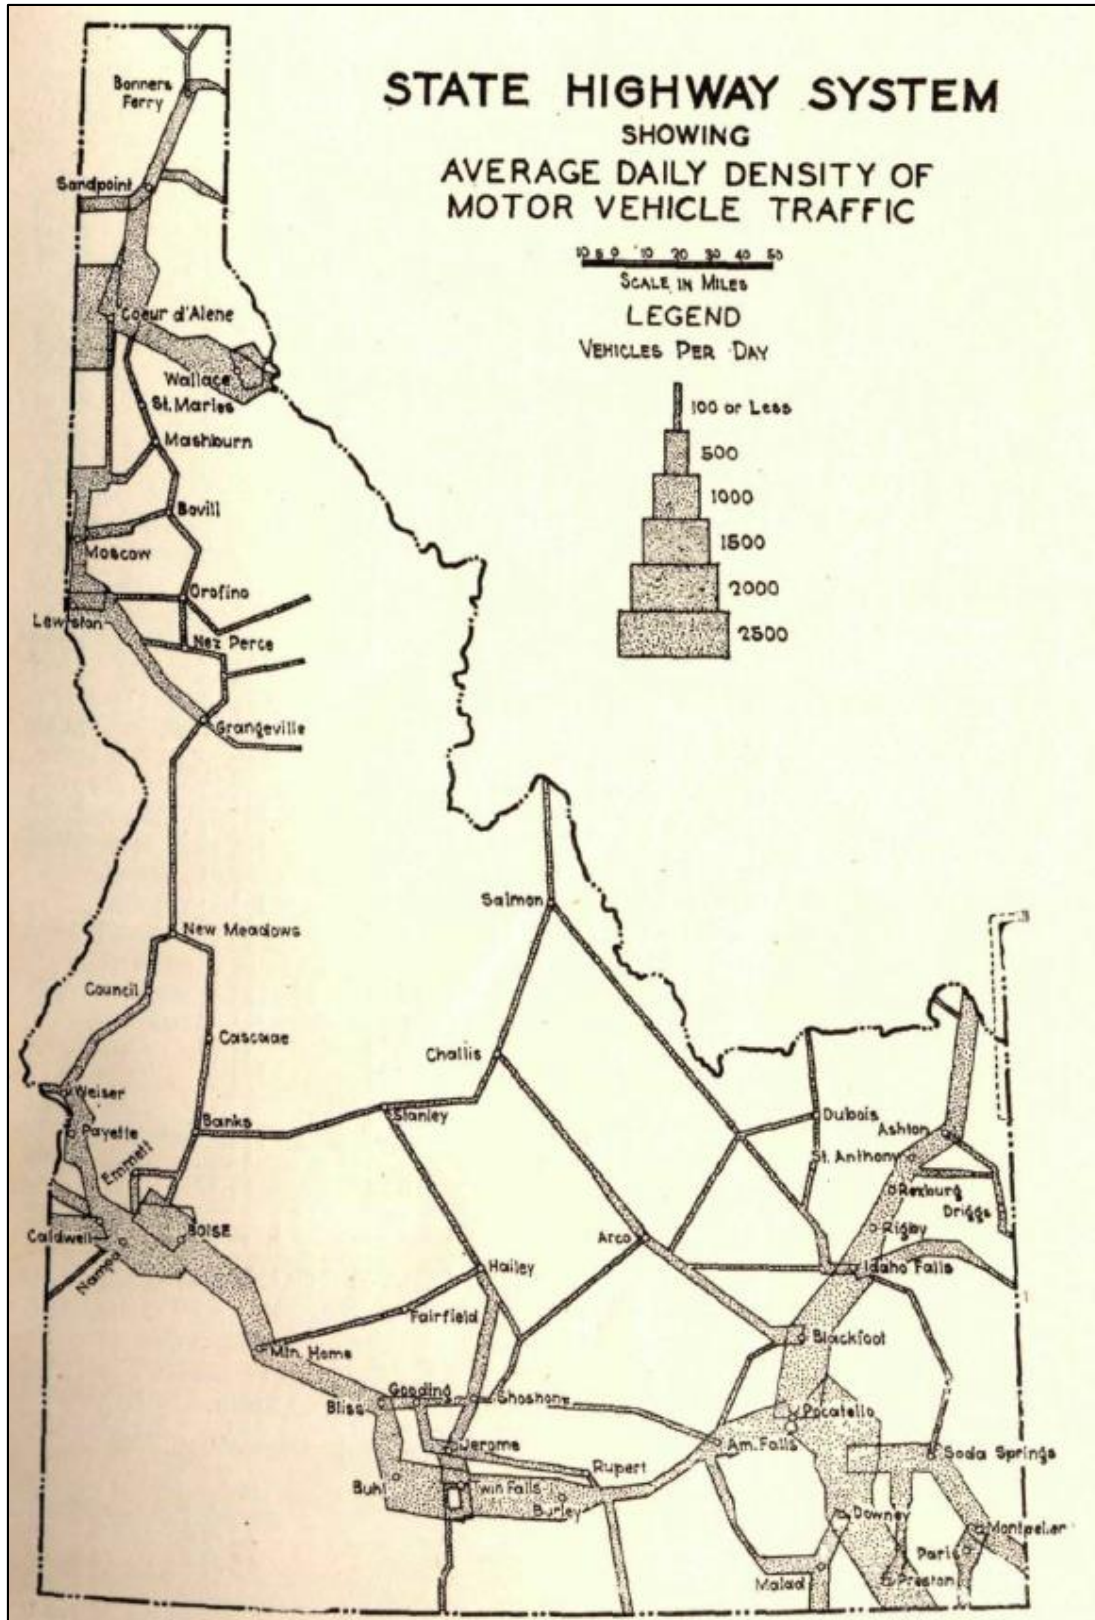 STATE HIGHWAY SYSTEM
SHOWING
AVERAGE DAILY DENSITY OF
MOTOR VEHICLE TRAFFIC
10 5 0 10 20 30 40 50
SCALE IN MILES
LEGEND
VEHICLES PER DAY
100 or Less
500
1000
1500
2000
2500
Bonners
Ferry
Sandpoint
Coeur d'Alene
Wallace
St. Maries
Mashburn
Bovill
Moscow
Orofino
Lewiston
Nez Perce
Grangeville
Salmon
New Meadows
Council
Cascade
Challis
Weiser
Stanley
Dubois
Banks
Payette
Ashton
Emmett
St. Anthony
Rexburg
Driggs
Caldwell
BOISE
Rigby
Arco
Nampa
Hailey
Idaho Falls
Fairfield
Mtn. Home
Blackfoot
Gooding
Bliss
Shoshone
Pocatello
Jerome
Am. Falls
Soda Springs
Rupert
Buhl
Twin Falls
Burley
Downey
Montpelier
Paris
Malad
Preston